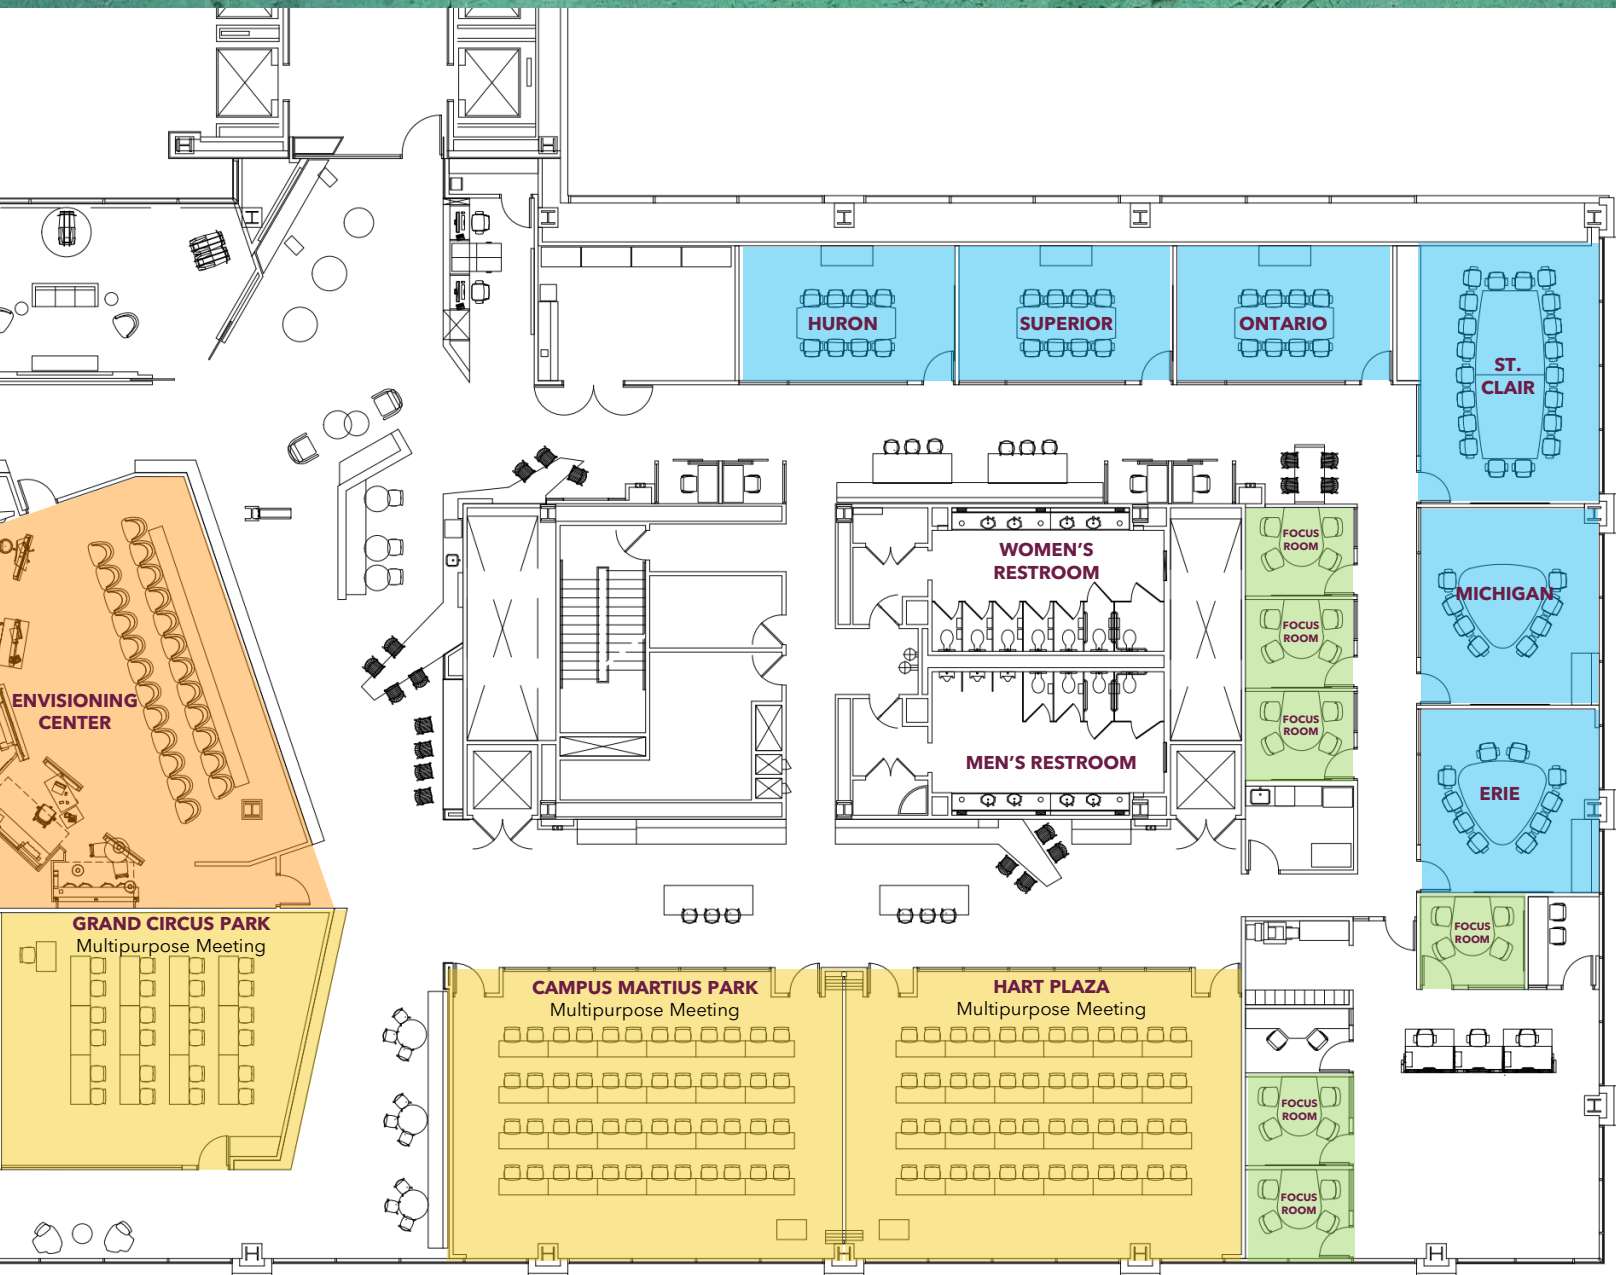 HURON
SUPERIOR
ONTARIO
ST.
CLAIR
WOMEN'S
RESTROOM
FOCUS
ROOM
MICHIGAN
FOCUS
ROOM
ENVISIONING
CENTER
FOCUS
ROOM
MEN'S RESTROOM
ERIE
GRAND CIRCUS PARK
Multipurpose Meeting
FOCUS
ROOM
CAMPUS MARTIUS PARK
Multipurpose Meeting
HART PLAZA
Multipurpose Meeting
FOCUS
ROOM
FOCUS
ROOM